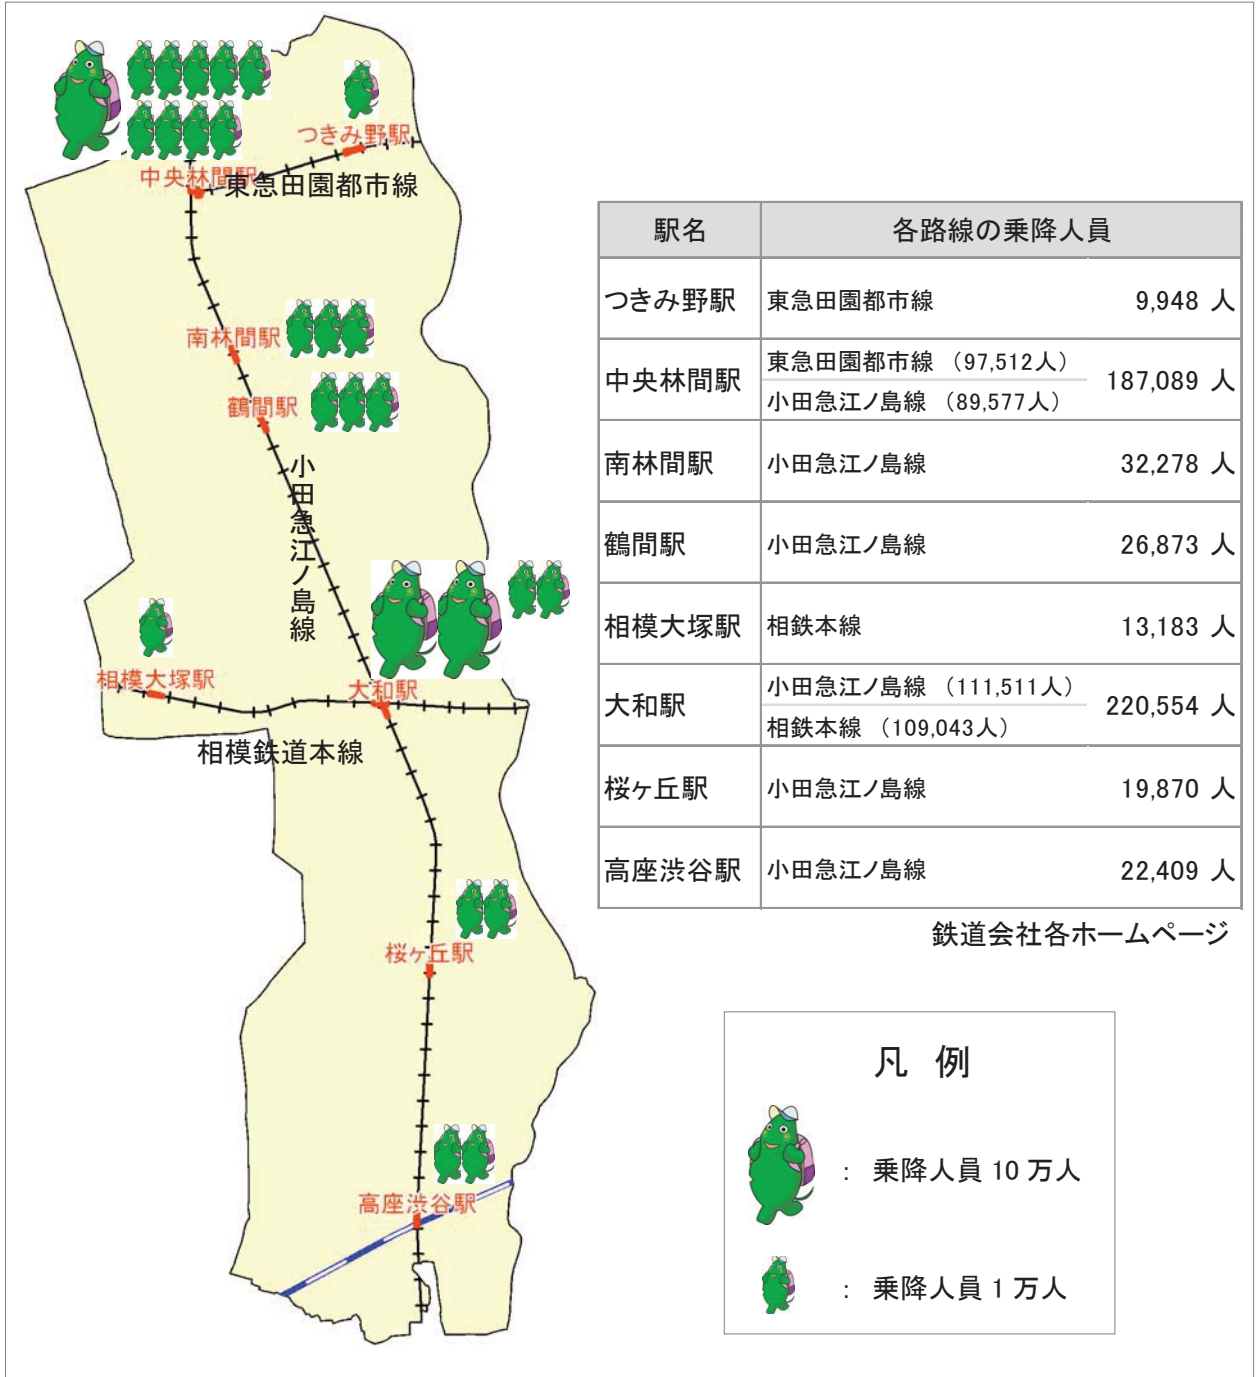 つきみ野駅
中央林間駅
東急田園都市線
南林間駅
鶴間駅
小田急江ノ島線
相模大塚駅
大和駅
相模鉄道本線
桜ヶ丘駅
高座渋谷駅
駅名 各路線の乗降人員
つきみ野駅 東急田園都市線 9,948 人
中央林間駅 東急田園都市線 （97,512人） 187,089 人
小田急江ノ島線 （89,577人）
南林間駅 小田急江ノ島線 32,278 人
鶴間駅 小田急江ノ島線 26,873 人
相模大塚駅 相鉄本線 13,183 人
大和駅 小田急江ノ島線 （111,511人） 220,554 人
相鉄本線 （109,043人）
桜ヶ丘駅 小田急江ノ島線 19,870 人
高座渋谷駅 小田急江ノ島線 22,409 人
鉄道会社各ホームページ
凡 例
： 乗降人員 10 万人
： 乗降人員 1 万人